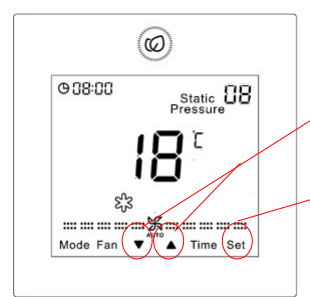 08:00
Static 08
Pressure
18 ℃
AUTO
Mode Fan ▼ ▲ Time Set